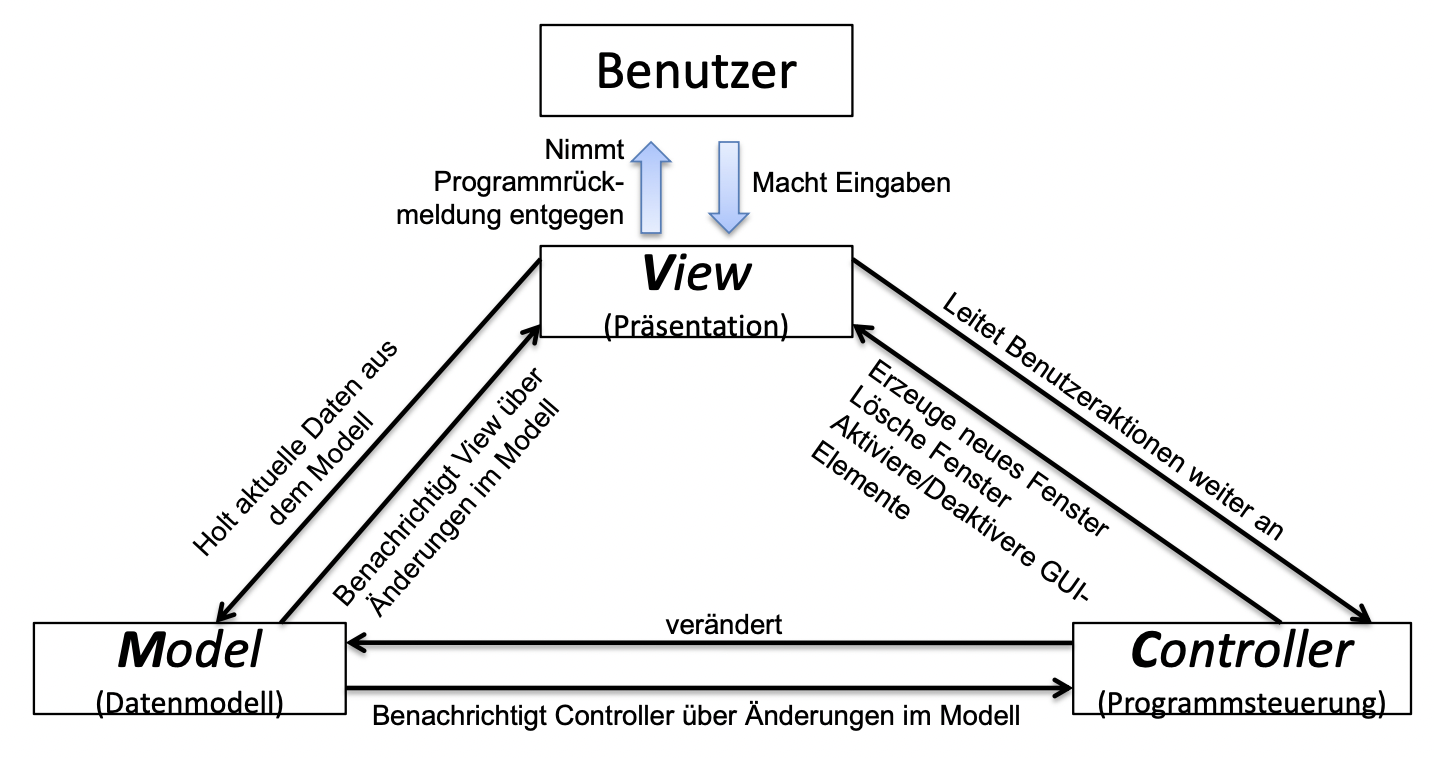 Benutzer
Nimmt
Programmrück-
meldung entgegen
Macht Eingaben
View
(Präsentation)
Holt aktuelle Daten aus
dem Modell
Benachrichtigt View über
Änderungen im Modell
Leitet Benutzeraktionen weiter an
Erzeuge neues Fenster
Lösche Fenster
Aktiviere/Deaktivere GUI-
Elemente
Model
(Datenmodell)
verändert
Benachrichtigt Controller über Änderungen im Modell
Controller
(Programmsteuerung)